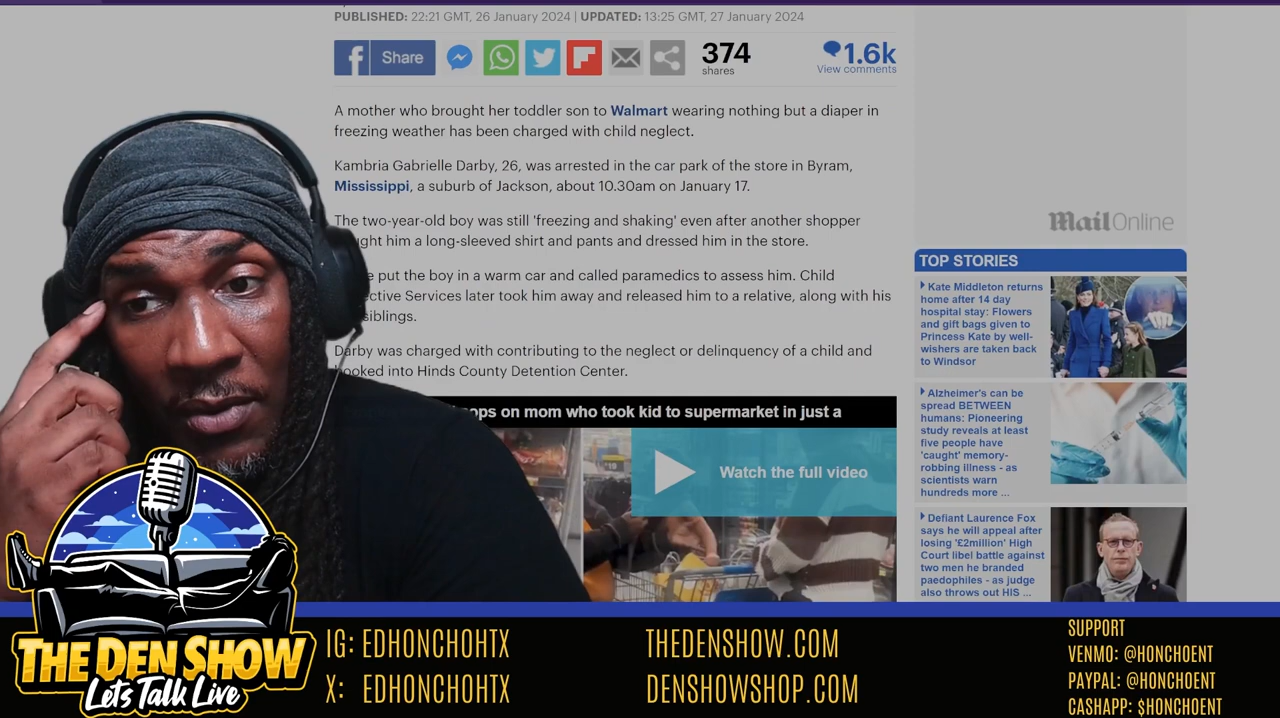 PUBLISHED: 22:21 GMT, 26 January 2024 | UPDATED: 13:25 GMT, 27 January 2024
Share
374
shares
1.6k
View comments
A mother who brought her toddler son to Walmart wearing nothing but a diaper in
freezing weather has been charged with child neglect.
Kambria Gabrielle Darby, 26, was arrested in the car park of the store in Byram,
Mississippi, a suburb of Jackson, about 10.30am on January 17.
The two-year-old boy was still 'freezing and shaking' even after another shopper
him a long-sleeved shirt and pants and dressed him in the store.
put the boy in a warm car and called paramedics to assess him. Child
Services later took him away and released him to a relative, along with his
siblings.
Darby was charged with contributing to the neglect or delinquency of a child and
booked into Hinds County Detention Center.
on mom who took kid to supermarket in just a
Watch the full video
$19
Mail Online
TOP STORIES
Kate Middleton returns
home after 14 day
hospital stay: Flowers
and gift bags given to
Princess Kate by well-
wishers are taken back
to Windsor
Alzheimer's can be
spread BETWEEN
humans: Pioneering
study reveals at least
five people have
'caught' memory-
robbing illness - as
scientists warn
hundreds more ...
Defiant Laurence Fox
says he will appeal after
losing '£2million' High
Court libel battle against
two men he branded
paedophiles - as judge
also throws out HIS ...
THE DEN SHOW
Lets Talk Live
IG: EDHONCHOHTX
X: EDHONCHOHTX
THEDENSHOW.COM
DENSHOWSHOP.COM
SUPPORT
VENMO: @HONCHOENT
PAYPAL: @HONCHOENT
CASHAPP: $HONCHOENT